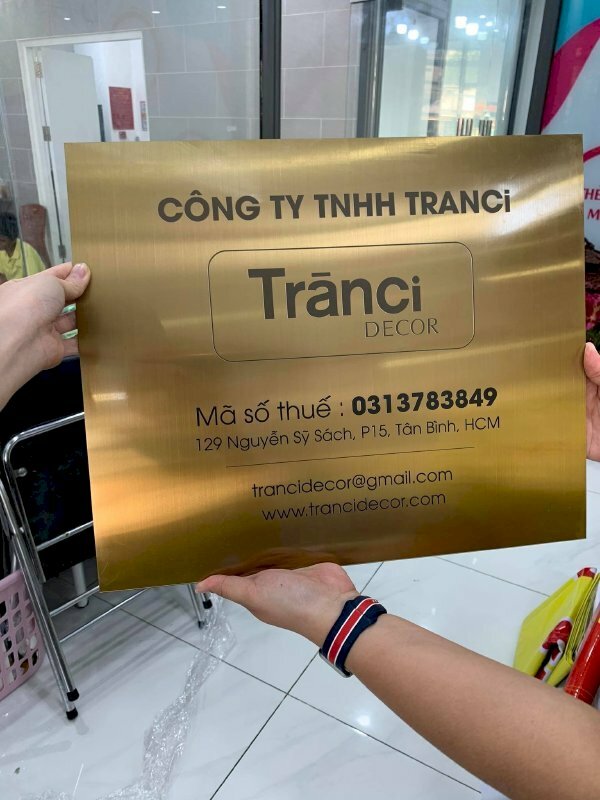 CÔNG TY TNHH TRANCi
Trānci
DECOR
Mã số thuế : 0313783849
129 Nguyễn Sỹ Sách, P15, Tân Bình, HCM
trancidecor@gmail.com
www.trancidecor.com